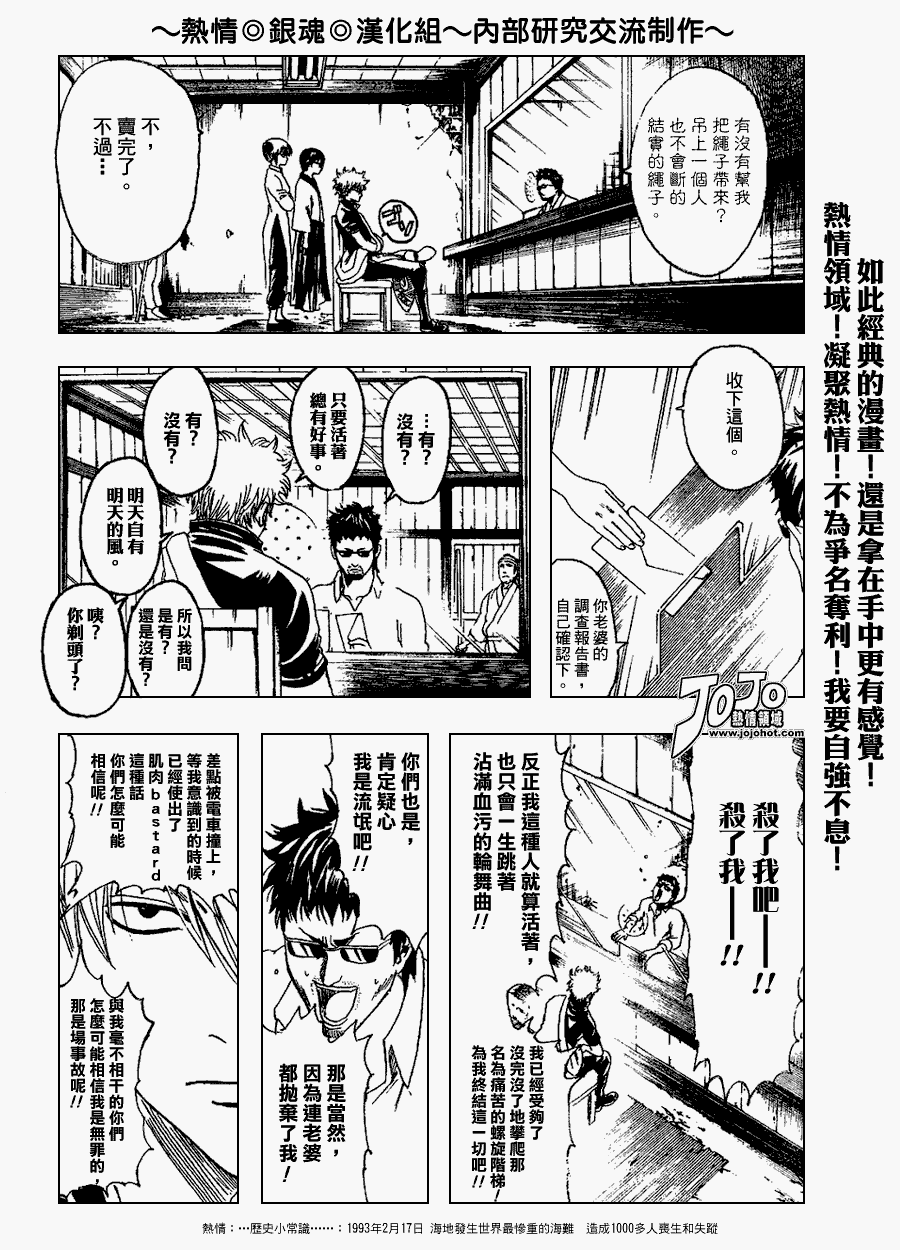 ～熱情◎銀魂◎漢化組～內部研究交流制作～
有沒有幫我
把繩子帶來？
吊上一個人
也不會斷的
結實的繩子。
不，
賣完了。
不過…
收下這個。
你老婆的
調查報告書，
自己確認下。
…有？
沒有？
只要活著
總有好事。
有？
沒有？
明天自有
明天的風。
所以我問
是有？
還是沒有？
咦？
你剃頭了？
殺了我吧——!!
殺了我——!!
反正我這種人就算活著，
也只會一生跳著
沾滿血污的輪舞曲!!
我已經受夠了
沒完沒了地攀爬那
名為痛苦的螺旋階梯！
為我終結這一切吧!!
你們也是，
肯定疑心
我是流氓吧!!
那是當然，
因為連老婆
都拋棄了我！
差點被電車撞上，
等我意識到的時候
已經使出了
肌肉bastard
這種話
你們怎麼可能
相信呢!!
與我毫不相干的你們
怎麼可能相信我是無罪的，
那是場事故呢!!
如此經典的漫畫！還是拿在手中更有感覺！
熱情領域！凝聚熱情！不為爭名奪利！我要自強不息！
JOJO
熱情領域
www.jojohot.com
熱情：…歷史小常識……：1993年2月17日 海地發生世界最慘重的海難 造成1000多人喪生和失蹤